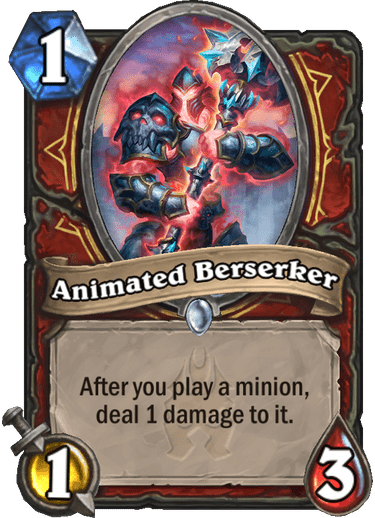 1
Animated Berserker
After you play a minion,
deal 1 damage to it.
1
3